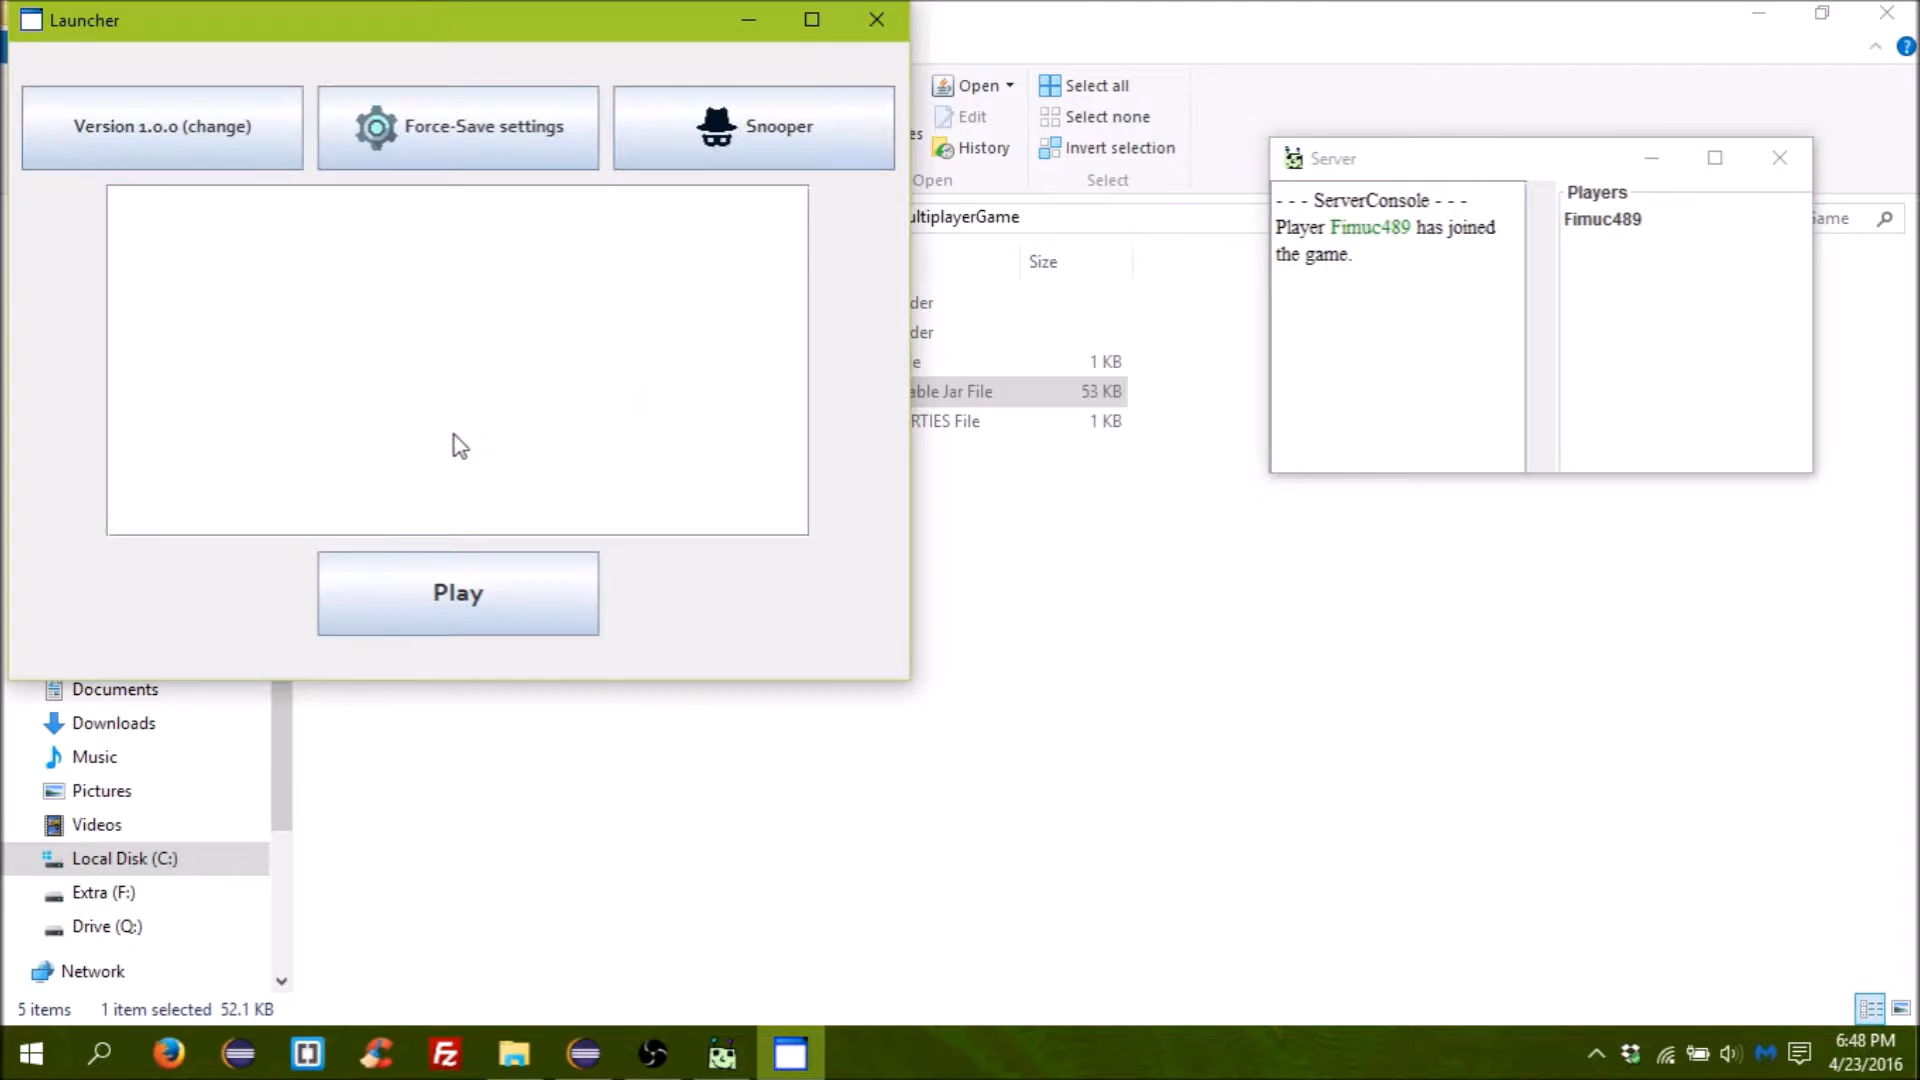 Launcher
Version 1.0.0 (change)
Force-Save settings
Snooper
Play
Open
Select all
Edit
Select none
es
History
Invert selection
Open
Select
ultiplayerGame
Game
Size
der
der
e
1 KB
able Jar File
53 KB
RTIES File
1 KB
Server
- - - ServerConsole - - -
Player Fimuc489 has joined
the game.
Players
Fimuc489
Documents
Downloads
Music
Pictures
Videos
Local Disk (C:)
Extra (F:)
Drive (Q:)
Network
5 items
1 item selected 52.1 KB
6:48 PM
4/23/2016